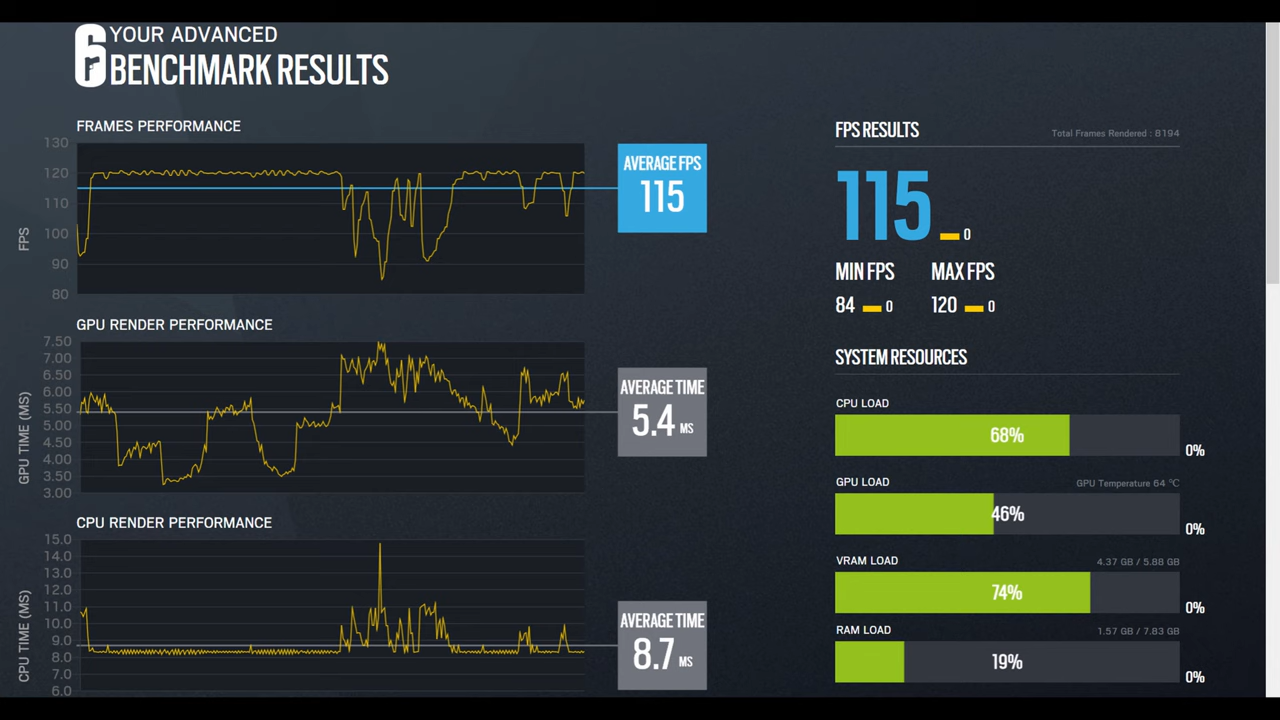 6
YOUR ADVANCED
BENCHMARK RESULTS
FRAMES PERFORMANCE
130
120
110
100
90
80
FPS
AVERAGE FPS
115
GPU RENDER PERFORMANCE
7.50
7.00
6.50
6.00
5.50
5.00
4.50
4.00
3.50
3.00
GPU TIME (MS)
AVERAGE TIME
5.4 MS
CPU RENDER PERFORMANCE
15.0
14.0
13.0
12.0
11.0
10.0
9.0
8.0
7.0
6.0
CPU TIME (MS)
AVERAGE TIME
8.7 MS
FPS RESULTS
Total Frames Rendered : 8194
115 0
MIN FPS MAX FPS
84 0 120 0
SYSTEM RESOURCES
CPU LOAD
68%
0%
GPU LOAD GPU Temperature 64 °C
46%
0%
VRAM LOAD 4.37 GB / 5.88 GB
74%
0%
RAM LOAD 1.57 GB / 7.83 GB
19%
0%